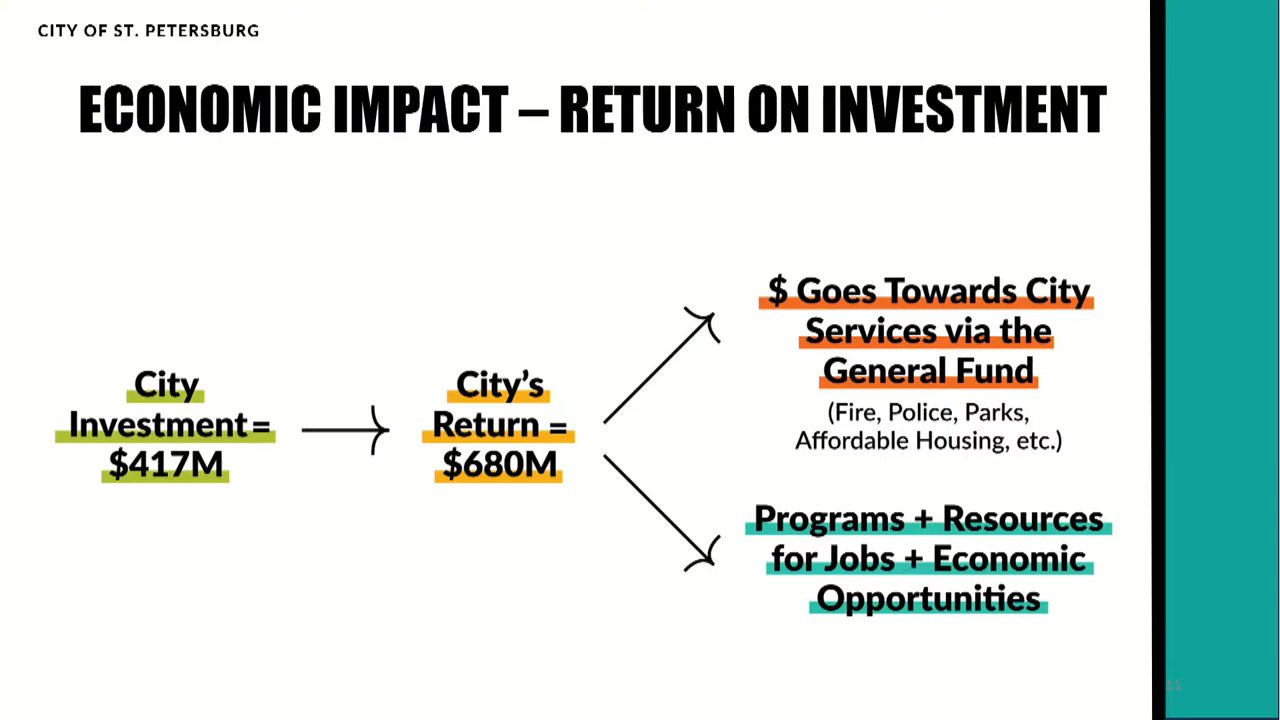 CITY OF ST. PETERSBURG
ECONOMIC IMPACT – RETURN ON INVESTMENT
City
Investment =
$417M
City's
Return =
$680M
$ Goes Towards City
Services via the
General Fund
(Fire, Police, Parks,
Affordable Housing, etc.)
Programs + Resources
for Jobs + Economic
Opportunities
11